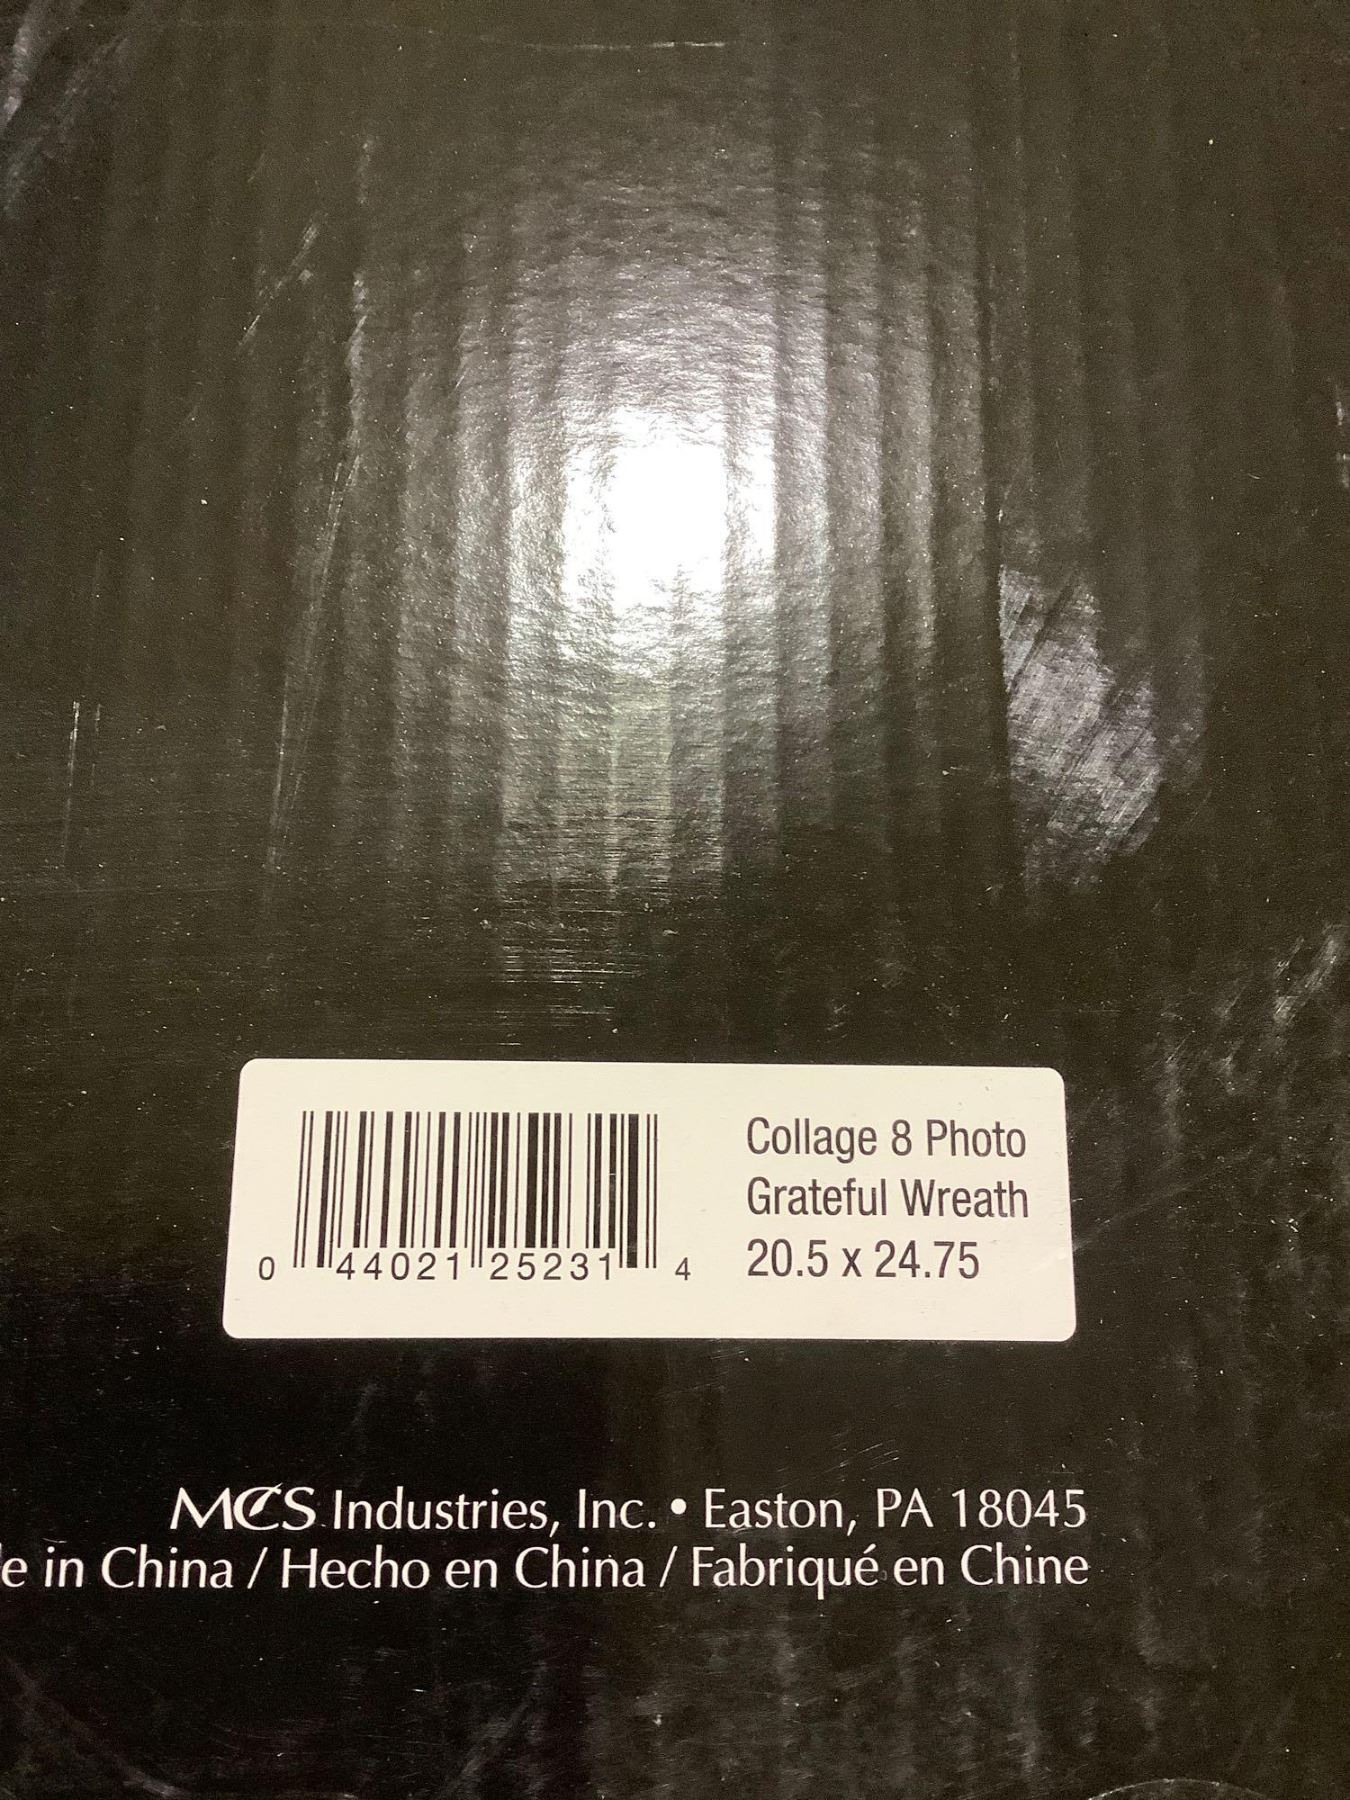 Collage 8 Photo
Grateful Wreath
20.5 x 24.75
0 44021 25231 4
MCS Industries, Inc. • Easton, PA 18045
e in China / Hecho en China / Fabriqué en Chine